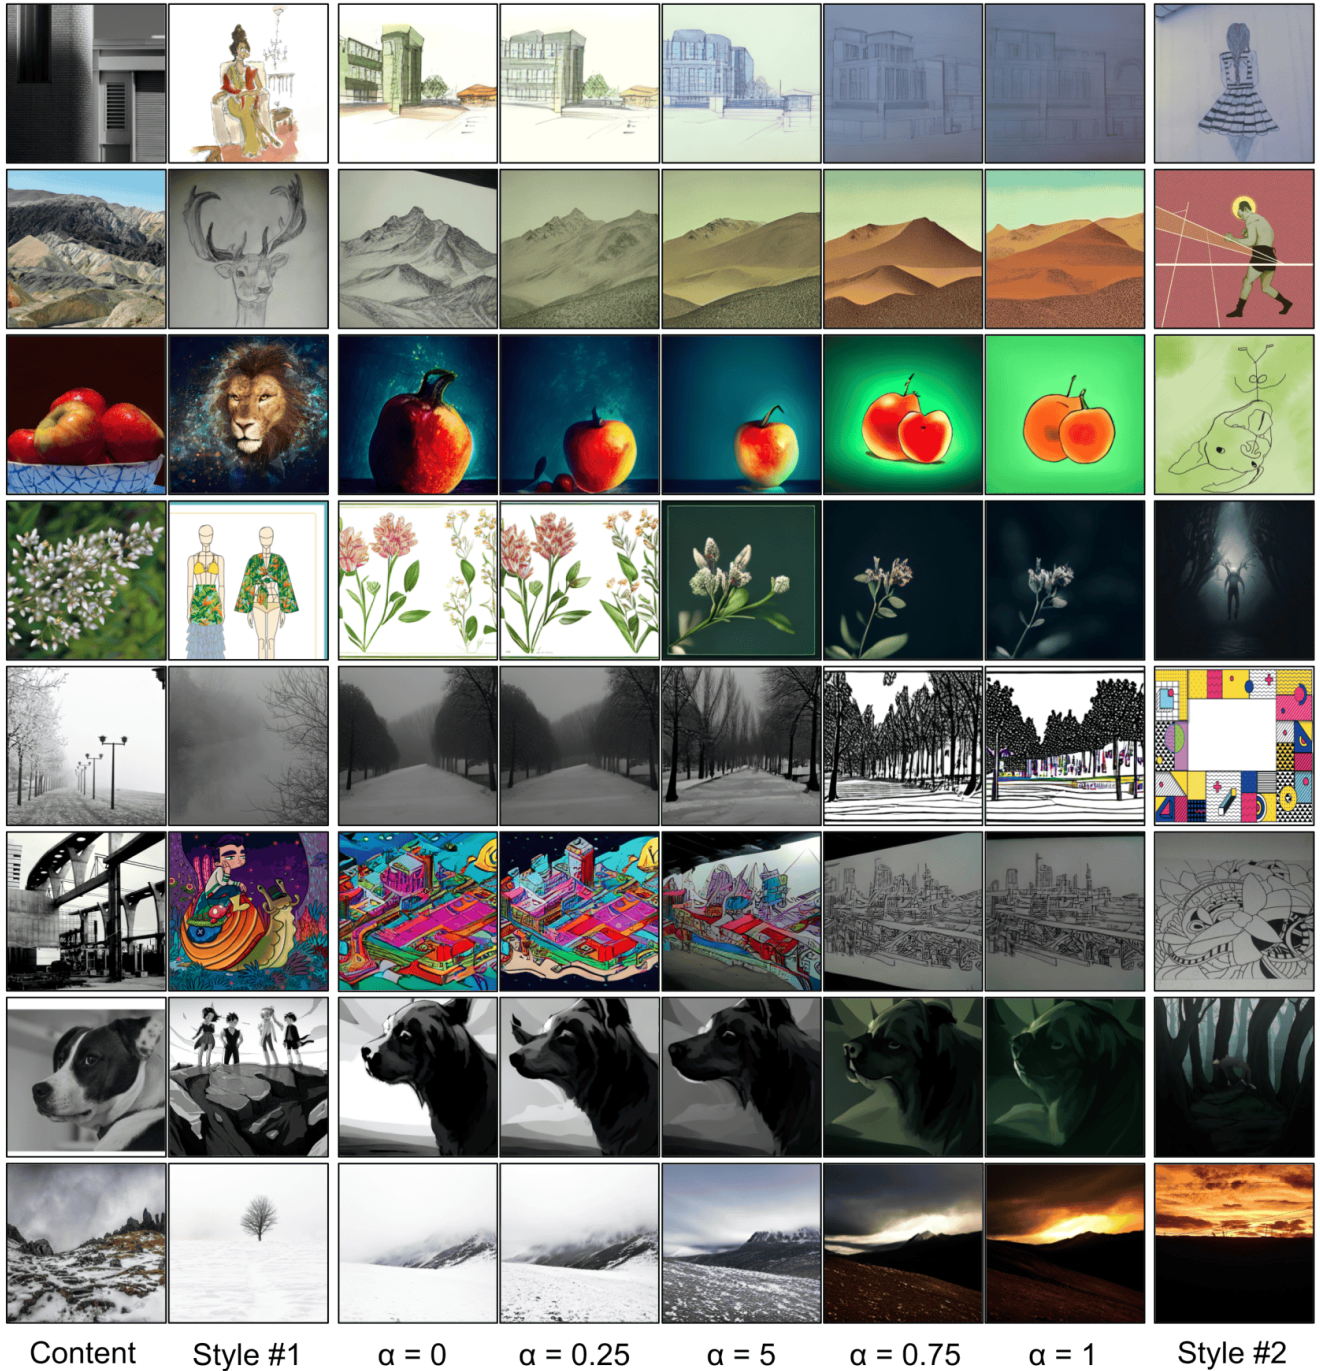 Content Style #1 α = 0 α = 0.25 α = 5 α = 0.75 α = 1 Style #2